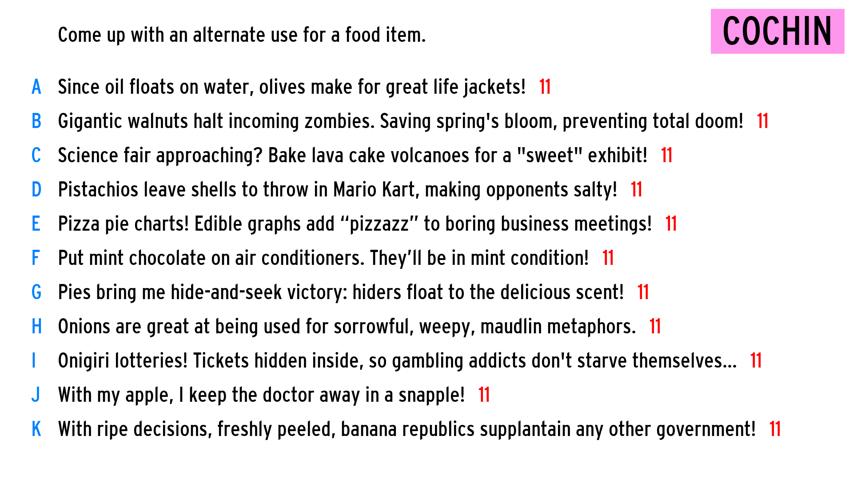 Come up with an alternate use for a food item.
COCHIN
A Since oil floats on water, olives make for great life jackets! 11
B Gigantic walnuts halt incoming zombies. Saving spring's bloom, preventing total doom! 11
C Science fair approaching? Bake lava cake volcanoes for a "sweet" exhibit! 11
D Pistachios leave shells to throw in Mario Kart, making opponents salty! 11
E Pizza pie charts! Edible graphs add “pizzazz” to boring business meetings! 11
F Put mint chocolate on air conditioners. They’ll be in mint condition! 11
G Pies bring me hide-and-seek victory: hiders float to the delicious scent! 11
H Onions are great at being used for sorrowful, weepy, maudlin metaphors. 11
I Onigiri lotteries! Tickets hidden inside, so gambling addicts don't starve themselves... 11
J With my apple, I keep the doctor away in a snapple! 11
K With ripe decisions, freshly peeled, banana republics supplantain any other government! 11